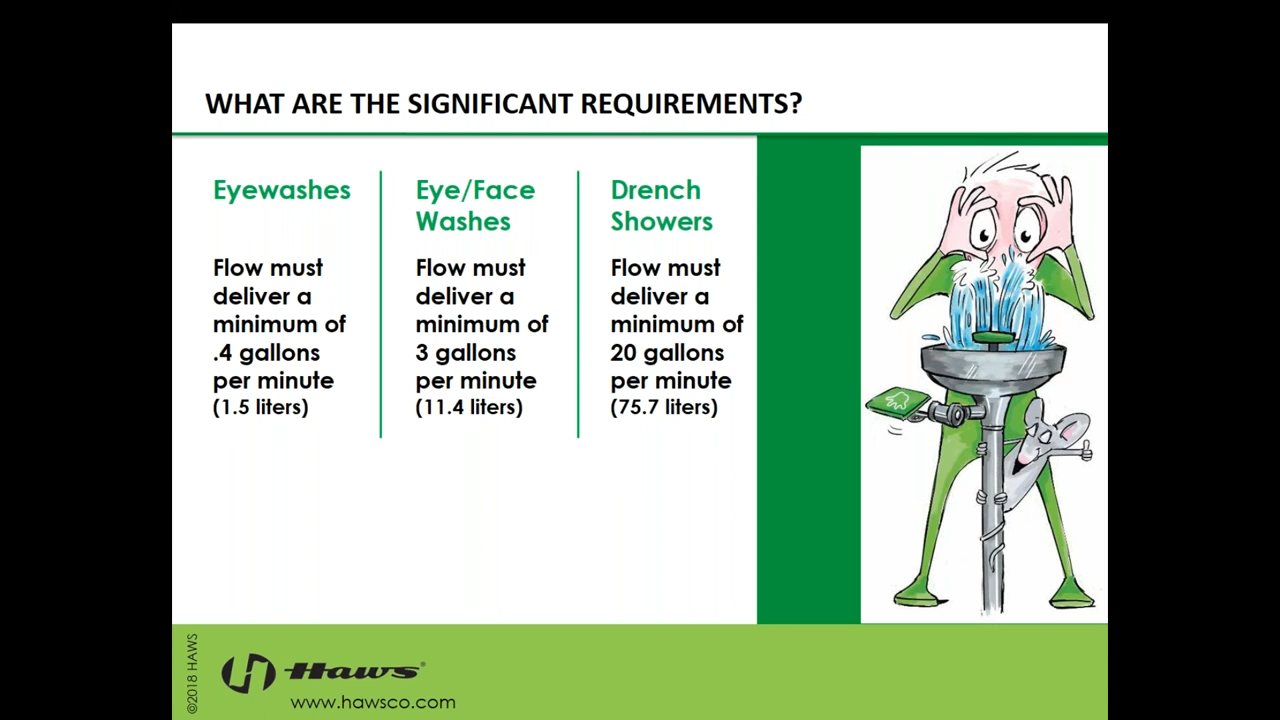 WHAT ARE THE SIGNIFICANT REQUIREMENTS?
Eyewashes
Flow must
deliver a
minimum of
.4 gallons
per minute
(1.5 liters)
Eye/Face
Washes
Flow must
deliver a
minimum of
3 gallons
per minute
(11.4 liters)
Drench
Showers
Flow must
deliver a
minimum of
20 gallons
per minute
(75.7 liters)
©2018 HAWS
Haws®
www.hawsco.com